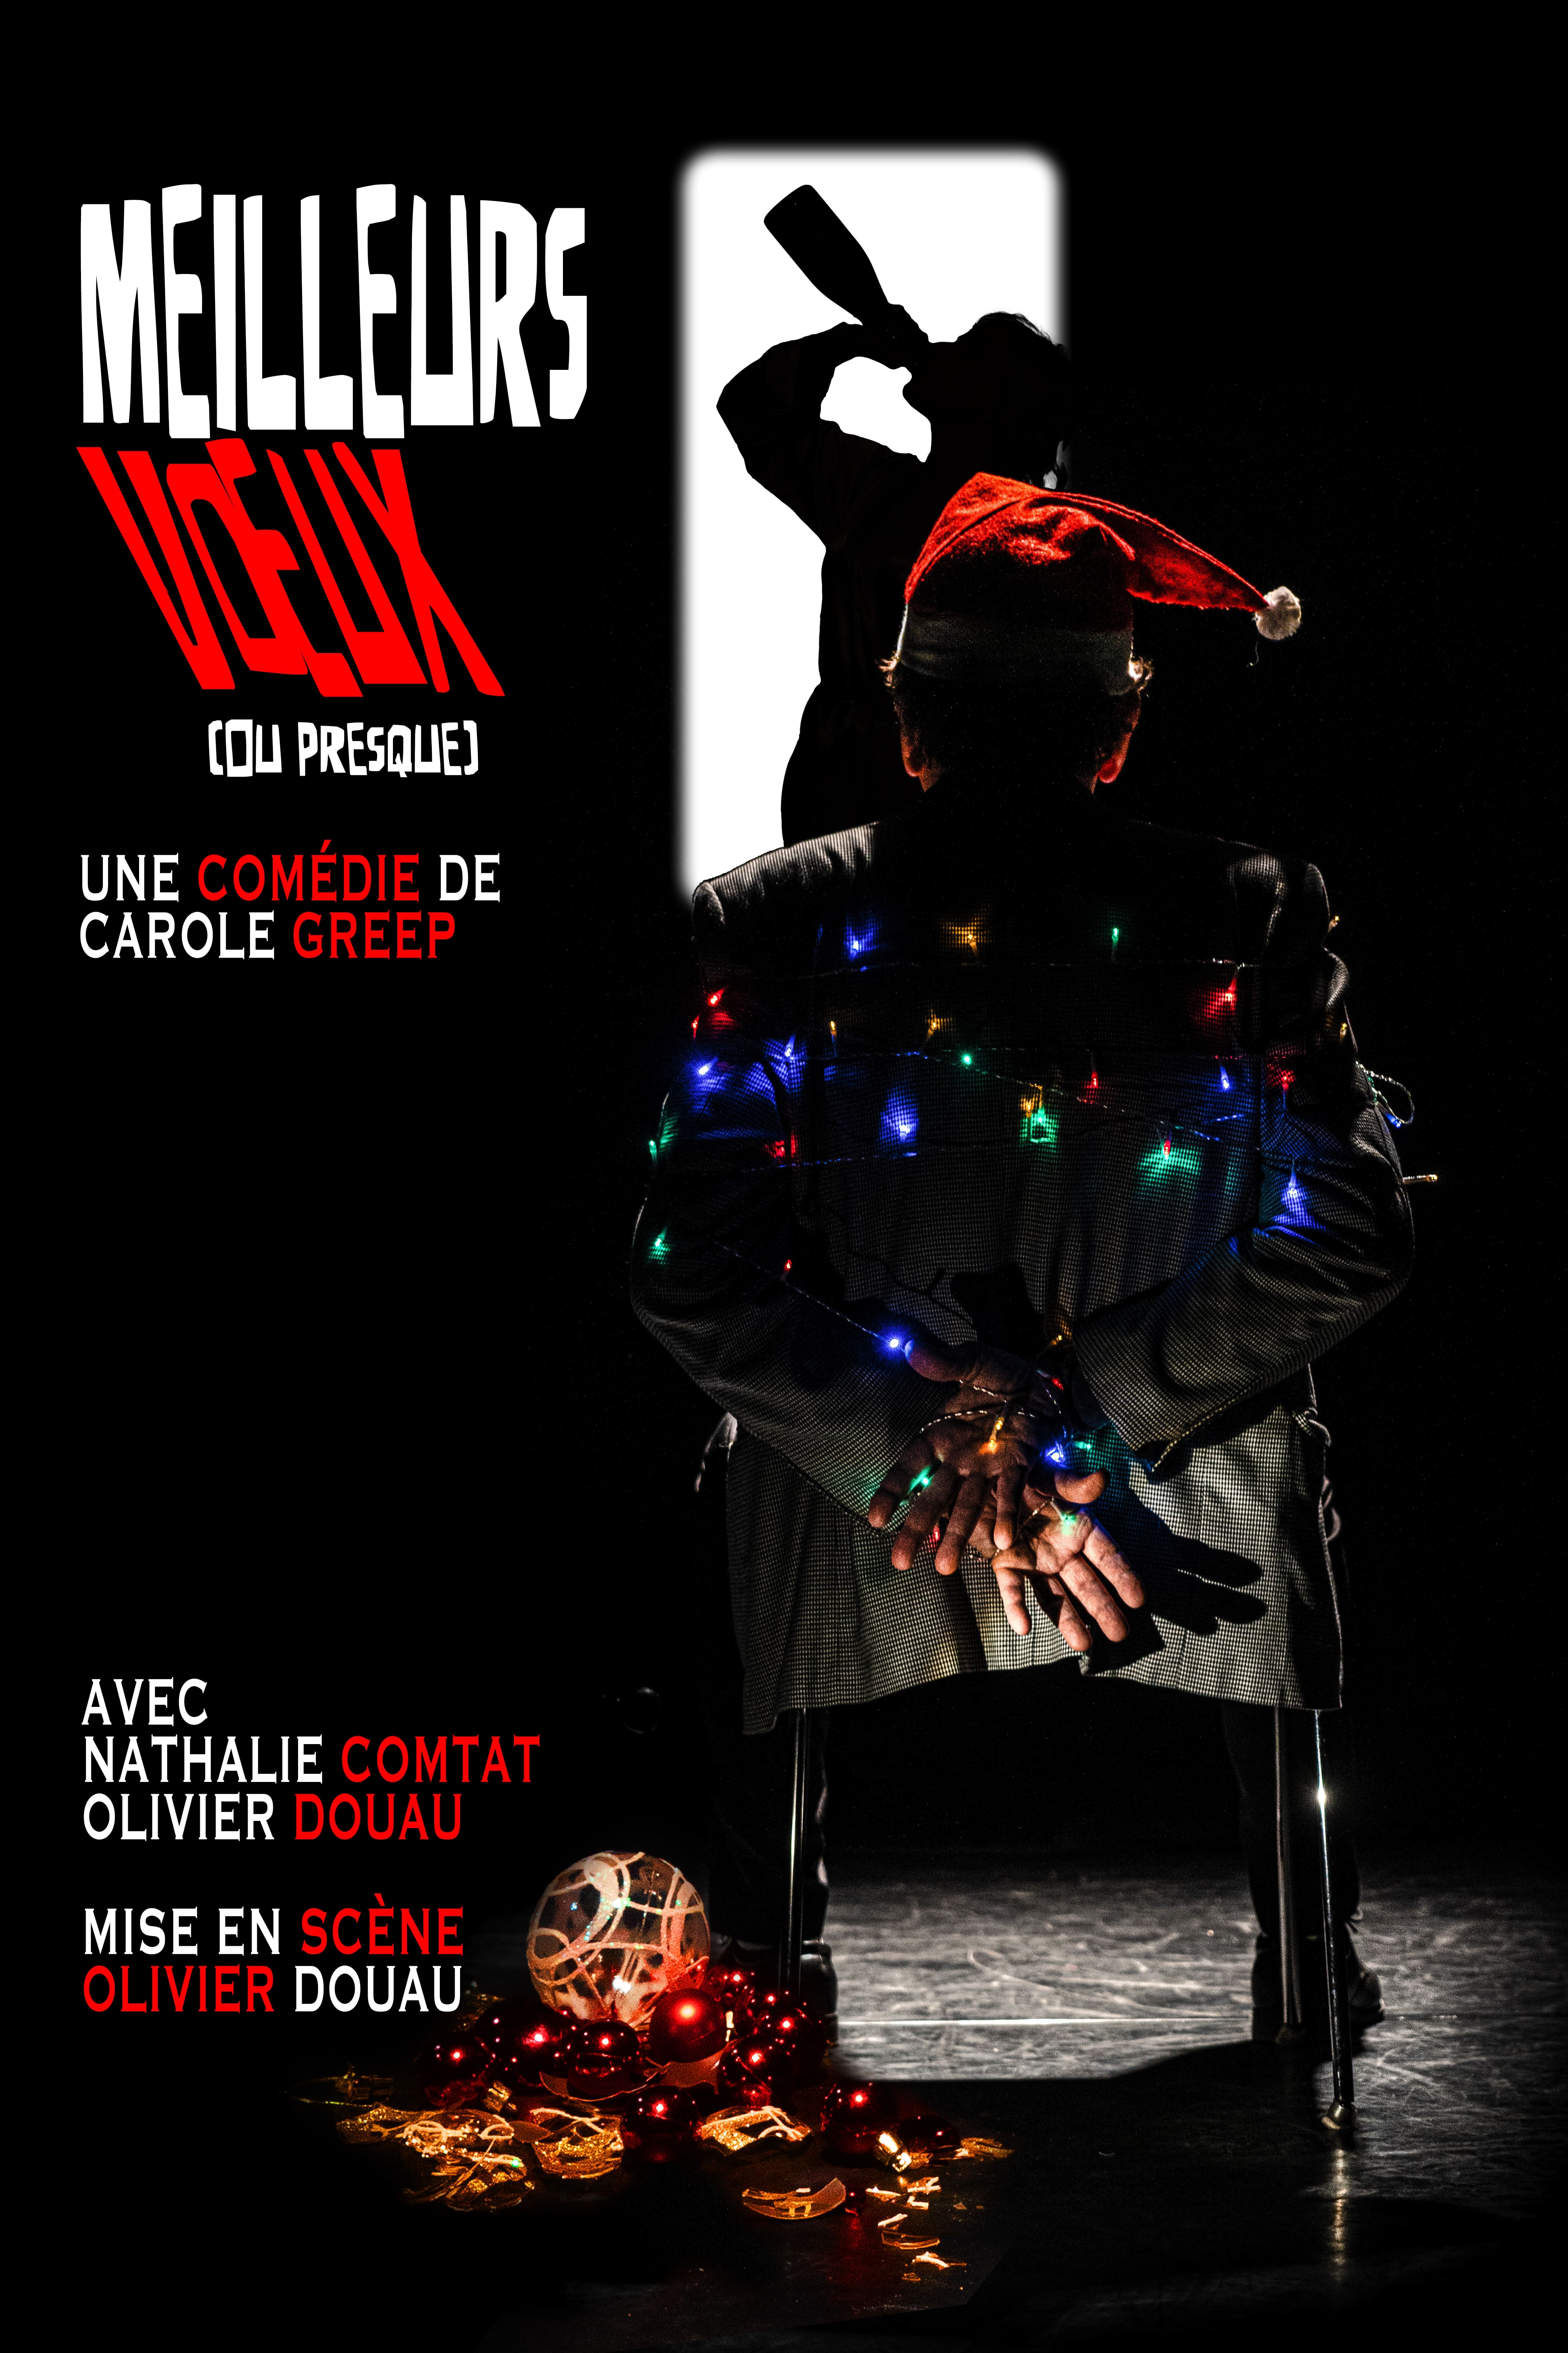 MEILLEURS
VOEUX
(OU PRESQUE)
UNE COMÉDIE DE
CAROLE GREEP
AVEC
NATHALIE COMTAT
OLIVIER DOUAU
MISE EN SCÈNE
OLIVIER DOUAU